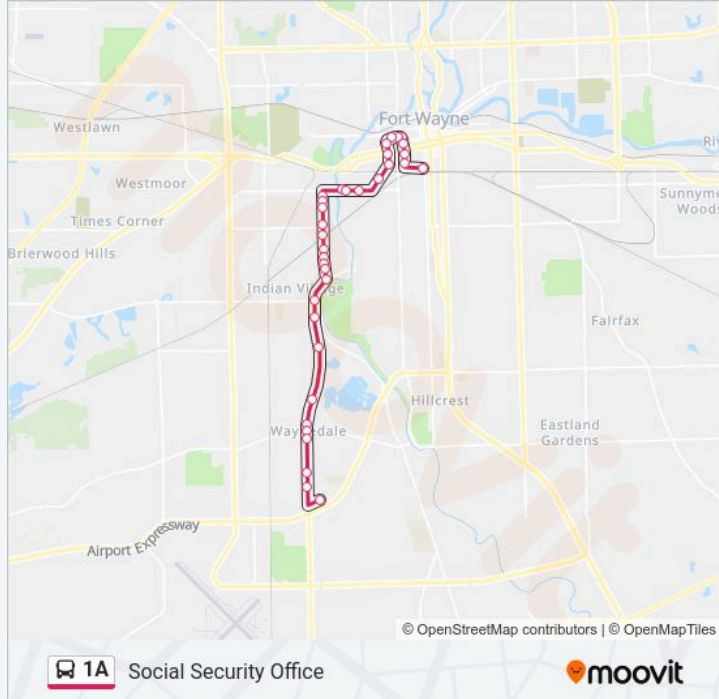 Fort Wayne
Westlawn
Westmoor
Times Corner
Brierwood Hills
Sunnyme
Woods
Indian Village
Fairfax
Hillcrest
Waynedale
Eastland
Gardens
Airport Expressway
© OpenStreetMap contributors | © OpenMapTiles
1A Social Security Office
moovit